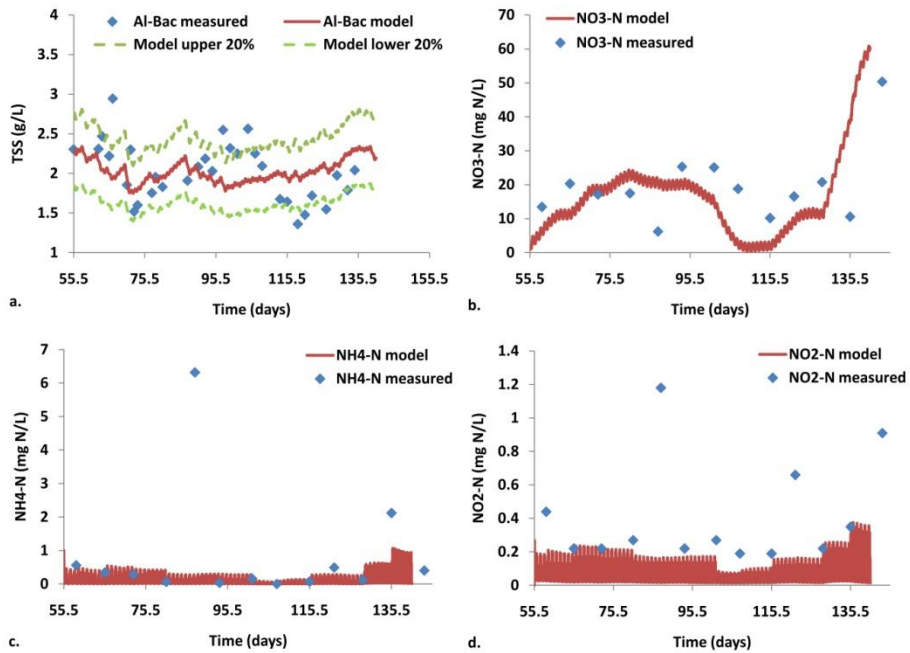 Al-Bac measured
Al-Bac model
Model upper 20%
Model lower 20%
4
3.5
3
2.5
2
1.5
1
TSS (g/L)
55.5 75.5 95.5 115.5 135.5 155.5
Time (days)
a.
NO3-N model
NO3-N measured
70
60
50
40
30
20
10
0
NO3-N (mg N/L)
55.5 75.5 95.5 115.5 135.5
Time (days)
b.
NH4-N model
NH4-N measured
7
6
5
4
3
2
1
0
NH4-N (mg N/L)
55.5 75.5 95.5 115.5 135.5
Time (days)
c.
NO2-N model
NO2-N measured
1.4
1.2
1
0.8
0.6
0.4
0.2
0
NO2-N (mg N/L)
55.5 75.5 95.5 115.5 135.5
Time (days)
d.